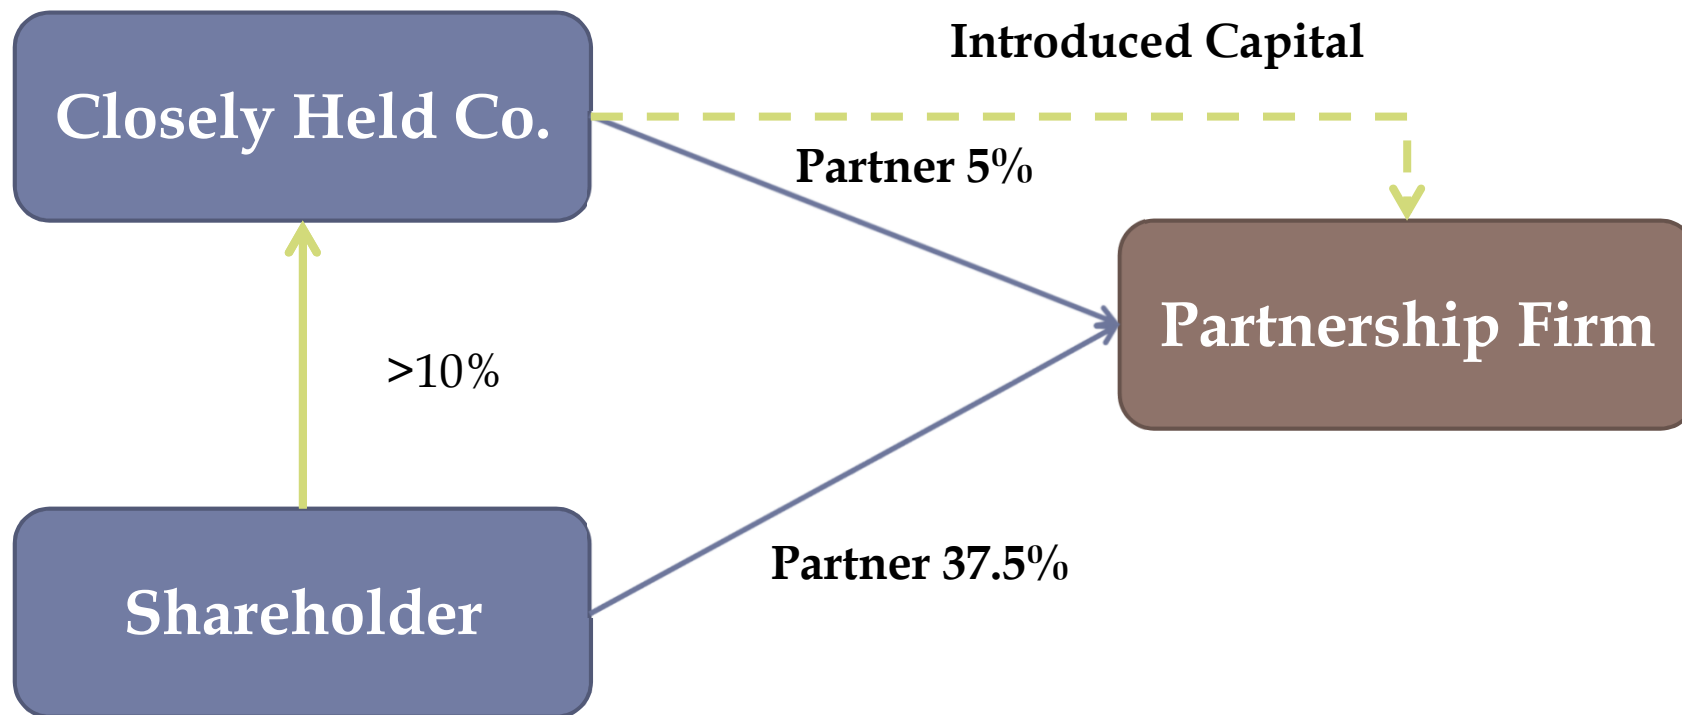 Introduced Capital
Closely Held Co.
Partner 5%
Partnership Firm
>10%
Partner 37.5%
Shareholder